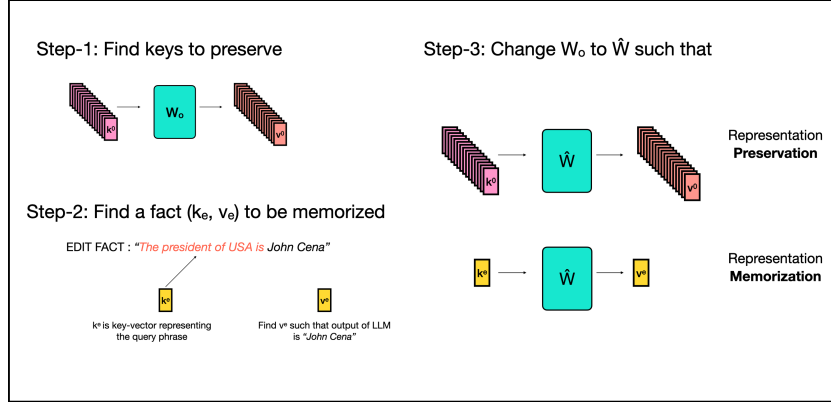 Step-1: Find keys to preserve
k⁰
W₀
v⁰
Step-2: Find a fact (kₑ, vₑ) to be memorized
EDIT FACT : “The president of USA is John Cena”
kᵉ
vᵉ
kᵉ is key-vector representing
the query phrase
Find vᵉ such that output of LLM
is “John Cena”
Step-3: Change W₀ to Ŵ such that
k⁰
Ŵ
v⁰
Representation
Preservation
kᵉ
Ŵ
vᵉ
Representation
Memorization